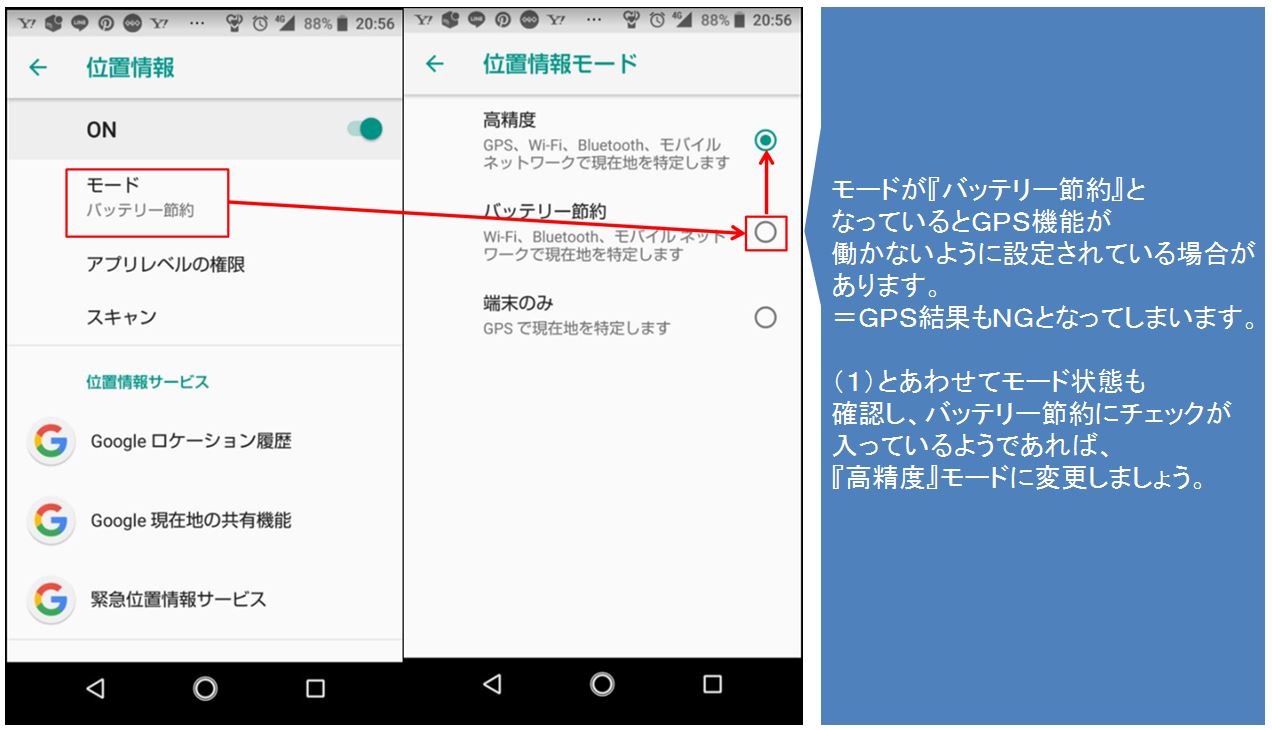 88% 20:56
位置情報
ON
モード
バッテリー節約
アプリレベルの権限
スキャン
位置情報サービス
Google ロケーション履歴
Google 現在地の共有機能
緊急位置情報サービス
88% 20:56
位置情報モード
高精度
GPS、Wi-Fi、Bluetooth、モバイル
ネットワークで現在地を特定します
バッテリー節約
Wi-Fi、Bluetooth、モバイル ネット
ワークで現在地を特定します
端末のみ
GPS で現在地を特定します
モードが『バッテリー節約』と
なっているとGPS機能が
働かないように設定されている場合が
あります。
＝GPS結果もNGとなってしまいます。
（１）とあわせてモード状態も
確認し、バッテリー節約にチェックが
入っているようであれば、
『高精度』モードに変更しましょう。